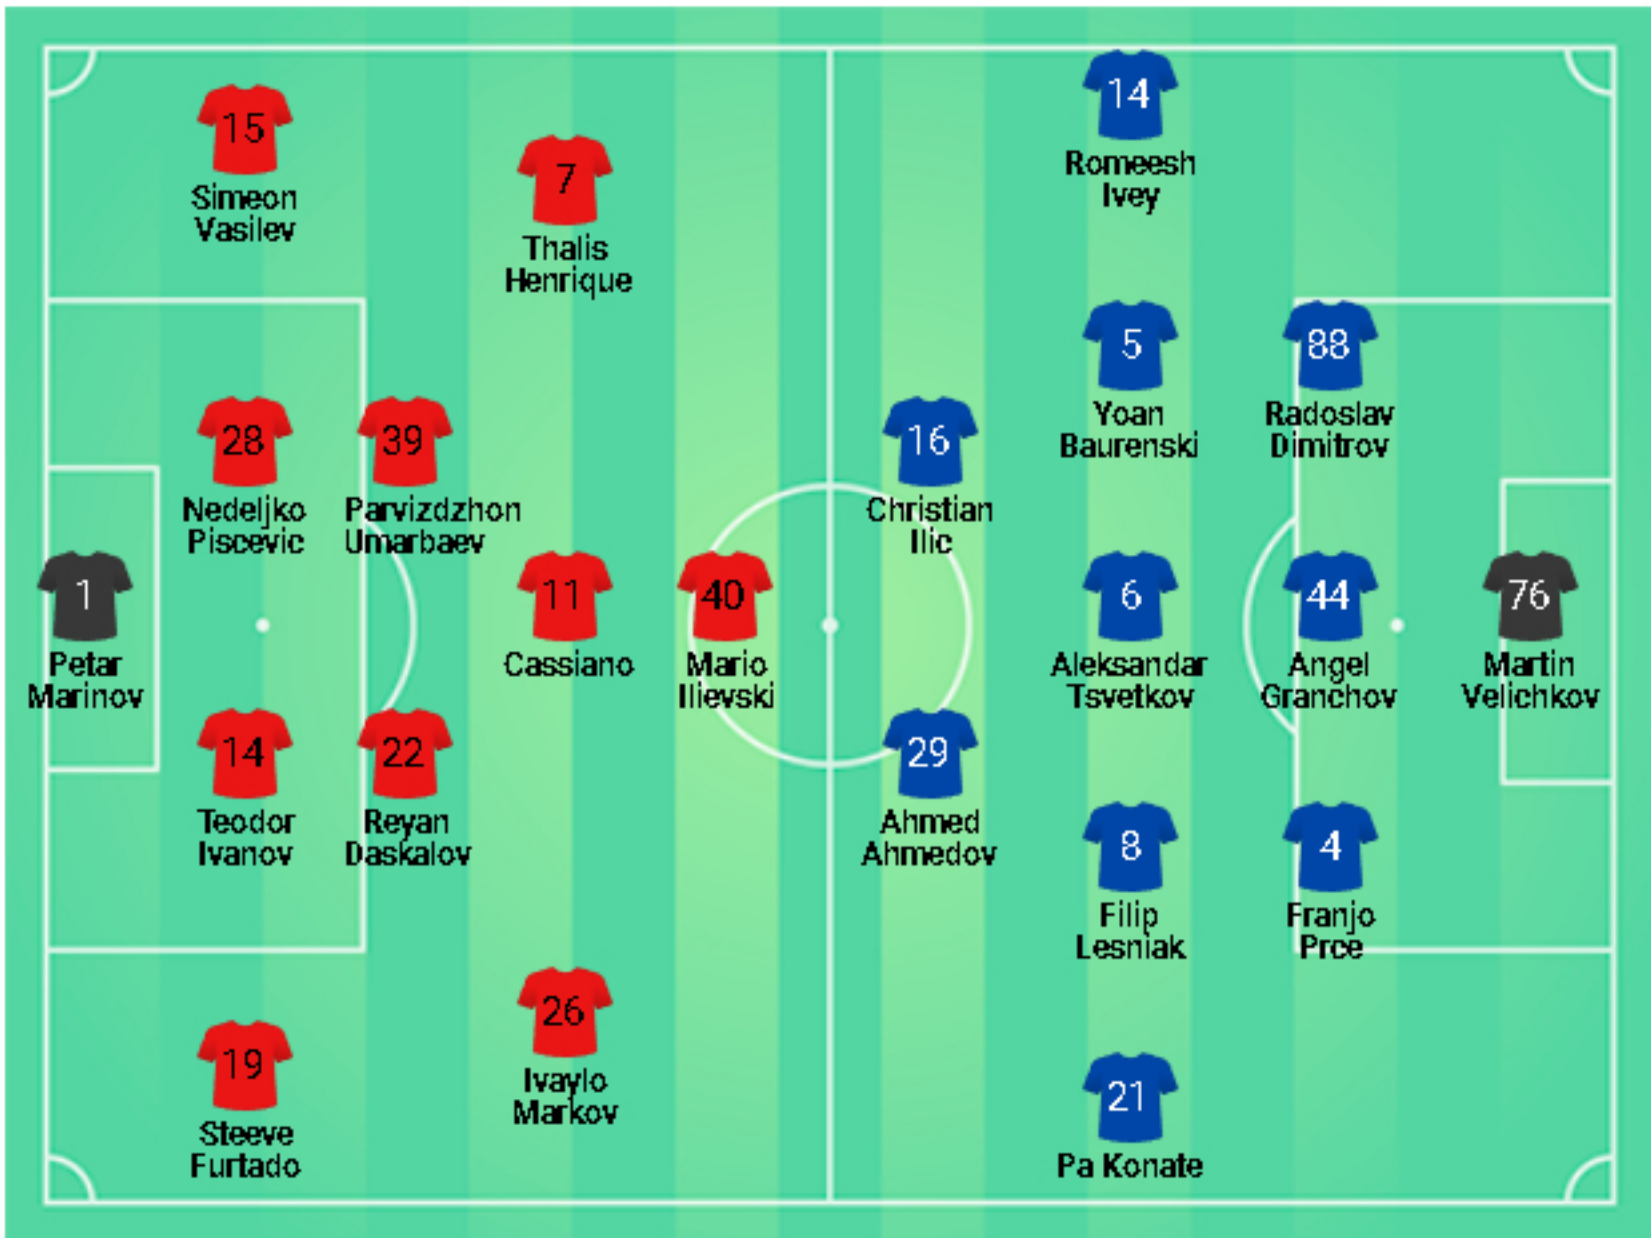 15
Simeon
Vasilev
7
Thalis
Henrique
28
Nedeljko
Piscevic
39
Parvizdzhon
Umarbaev
1
Petar
Marinov
11
Cassiano
40
Mario
Ilievski
14
Teodor
Ivanov
22
Reyan
Daskalov
26
Ivaylo
Markov
19
Steeve
Furtado
14
Romeesh
Ivey
5
Yoan
Baurenski
88
Radoslav
Dimitrov
16
Christian
Ilic
6
Aleksandar
Tsvetkov
44
Angel
Granchov
76
Martin
Velichkov
29
Ahmed
Ahmedov
8
Filip
Lesniak
4
Franjo
Prce
21
Pa Konate